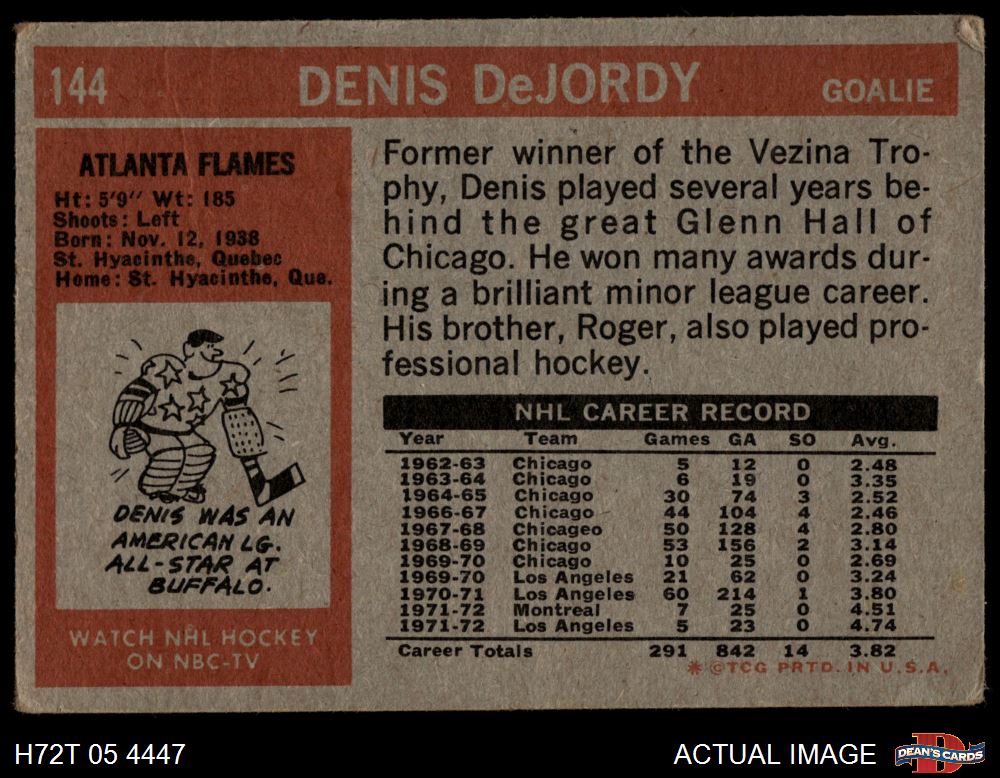 144 DENIS DeJORDY GOALIE
ATLANTA FLAMES
Ht: 5'9" Wt: 185
Shoots: Left
Born: Nov. 12, 1938
St. Hyacinthe, Quebec
Home: St. Hyacinthe, Que.
DENIS WAS AN
AMERICAN LG.
ALL-STAR AT
BUFFALO.
WATCH NHL HOCKEY
ON NBC-TV
Former winner of the Vezina Tro-
phy, Denis played several years be-
hind the great Glenn Hall of
Chicago. He won many awards dur-
ing a brilliant minor league career.
His brother, Roger, also played pro-
fessional hockey.
NHL CAREER RECORD
Year Team Games GA SO Avg.
1962-63 Chicago 5 12 0 2.48
1963-64 Chicago 6 19 0 3.35
1964-65 Chicago 30 74 3 2.52
1966-67 Chicago 44 104 4 2.46
1967-68 Chicageo 50 128 4 2.80
1968-69 Chicago 53 156 2 3.14
1969-70 Chicago 10 25 0 2.69
1969-70 Los Angeles 21 62 0 3.24
1970-71 Los Angeles 60 214 1 3.80
1971-72 Montreal 7 25 0 4.51
1971-72 Los Angeles 5 23 0 4.74
Career Totals 291 842 14 3.82
* ©TCG PRTD. IN U.S.A.
H72T 05 4447 ACTUAL IMAGE DEAN'S CARDS